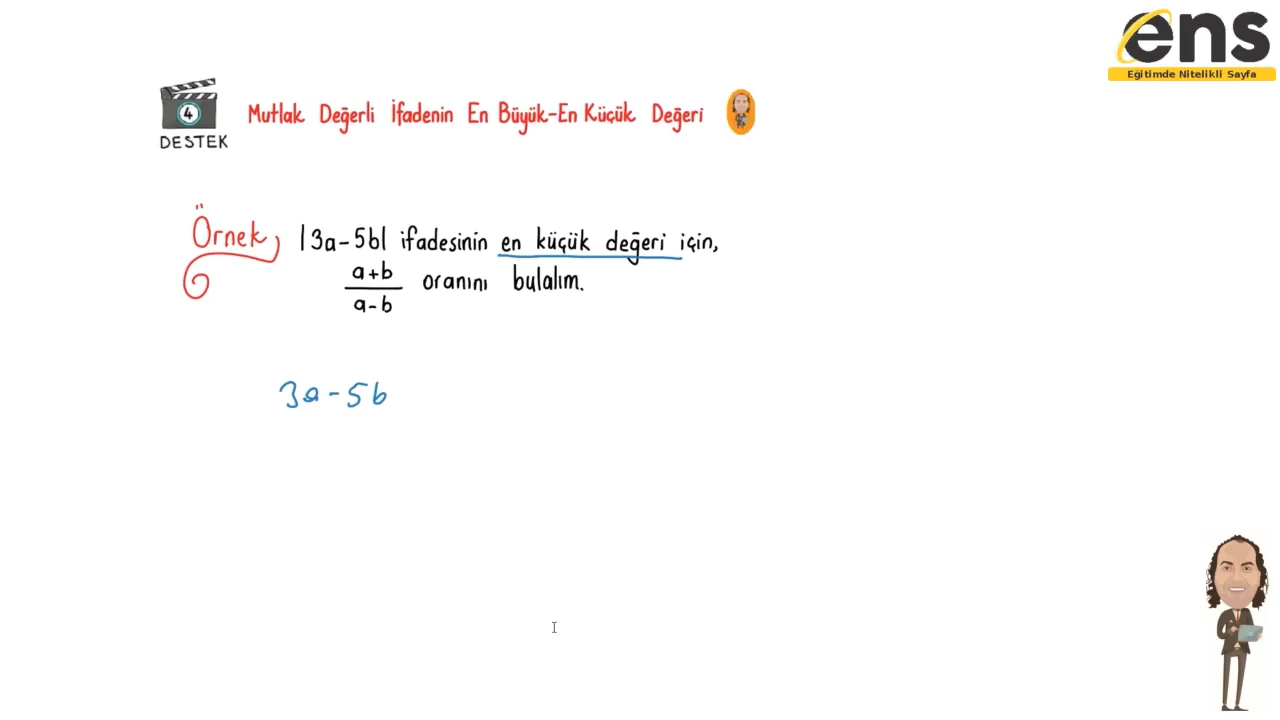 ens
Eğitimde Nitelikli Sayfa
4
DESTEK
Mutlak Değerli İfadenin En Büyük-En Küçük Değeri
Örnek, |3a-5b| ifadesinin en küçük değeri için,
a+b
oranını bulalım.
a-b
3a-5b